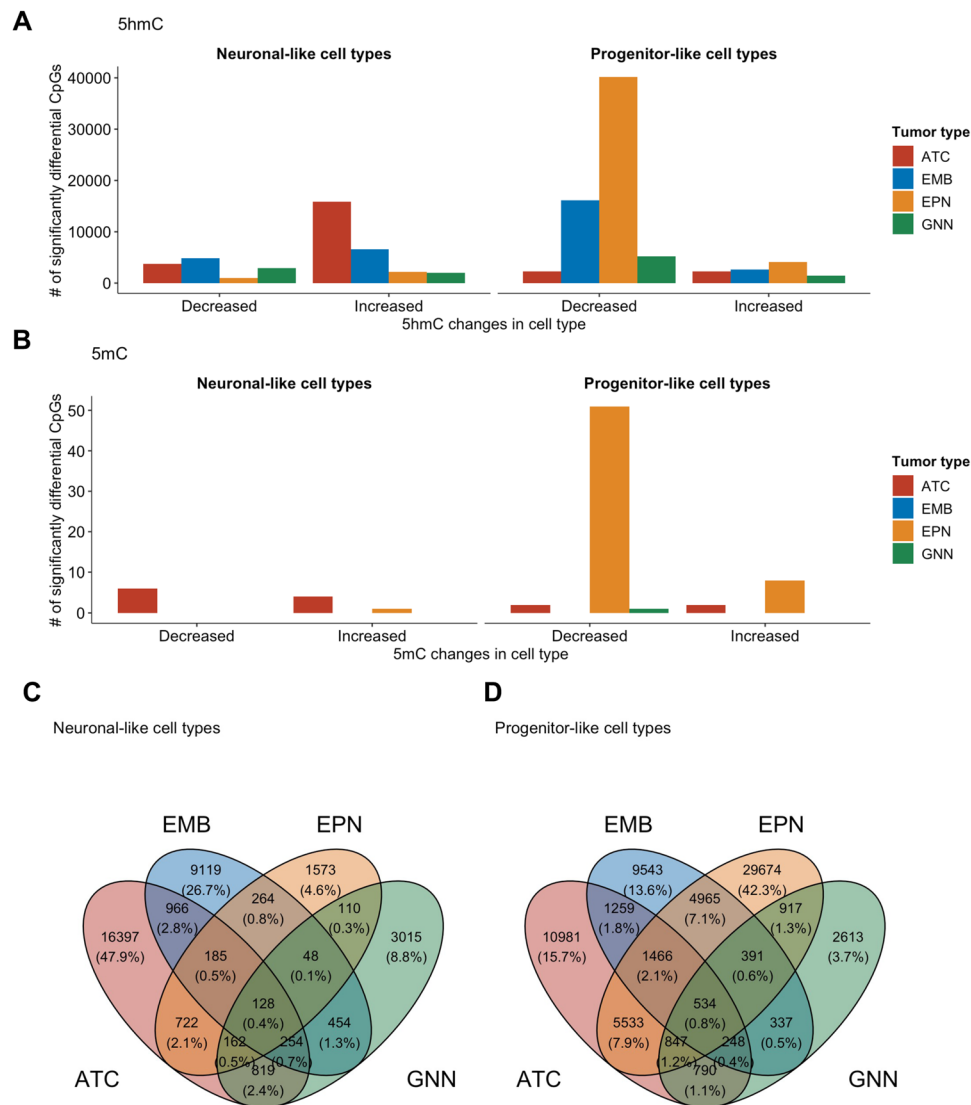 A
5hmC
Neuronal-like cell types
Progenitor-like cell types
# of significantly differential CpGs
40000
30000
20000
10000
0
Decreased
Increased
Decreased
Increased
5hmC changes in cell type
Tumor type
ATC
EMB
EPN
GNN
B
5mC
Neuronal-like cell types
Progenitor-like cell types
# of significantly differential CpGs
50
40
30
20
10
0
Decreased
Increased
Decreased
Increased
5mC changes in cell type
Tumor type
ATC
EMB
EPN
GNN
C
Neuronal-like cell types
EMB
EPN
9119
(26.7%)
1573
(4.6%)
264
(0.8%)
966
(2.8%)
110
(0.3%)
16397
(47.9%)
3015
(8.8%)
185
(0.5%)
48
(0.1%)
128
(0.4%)
722
(2.1%)
454
(1.3%)
162
(0.5%)
254
(0.7%)
819
(2.4%)
ATC
GNN
D
Progenitor-like cell types
EMB
EPN
9543
(13.6%)
29674
(42.3%)
4965
(7.1%)
1259
(1.8%)
917
(1.3%)
10981
(15.7%)
2613
(3.7%)
1466
(2.1%)
391
(0.6%)
534
(0.8%)
5533
(7.9%)
337
(0.5%)
847
(1.2%)
248
(0.4%)
790
(1.1%)
ATC
GNN